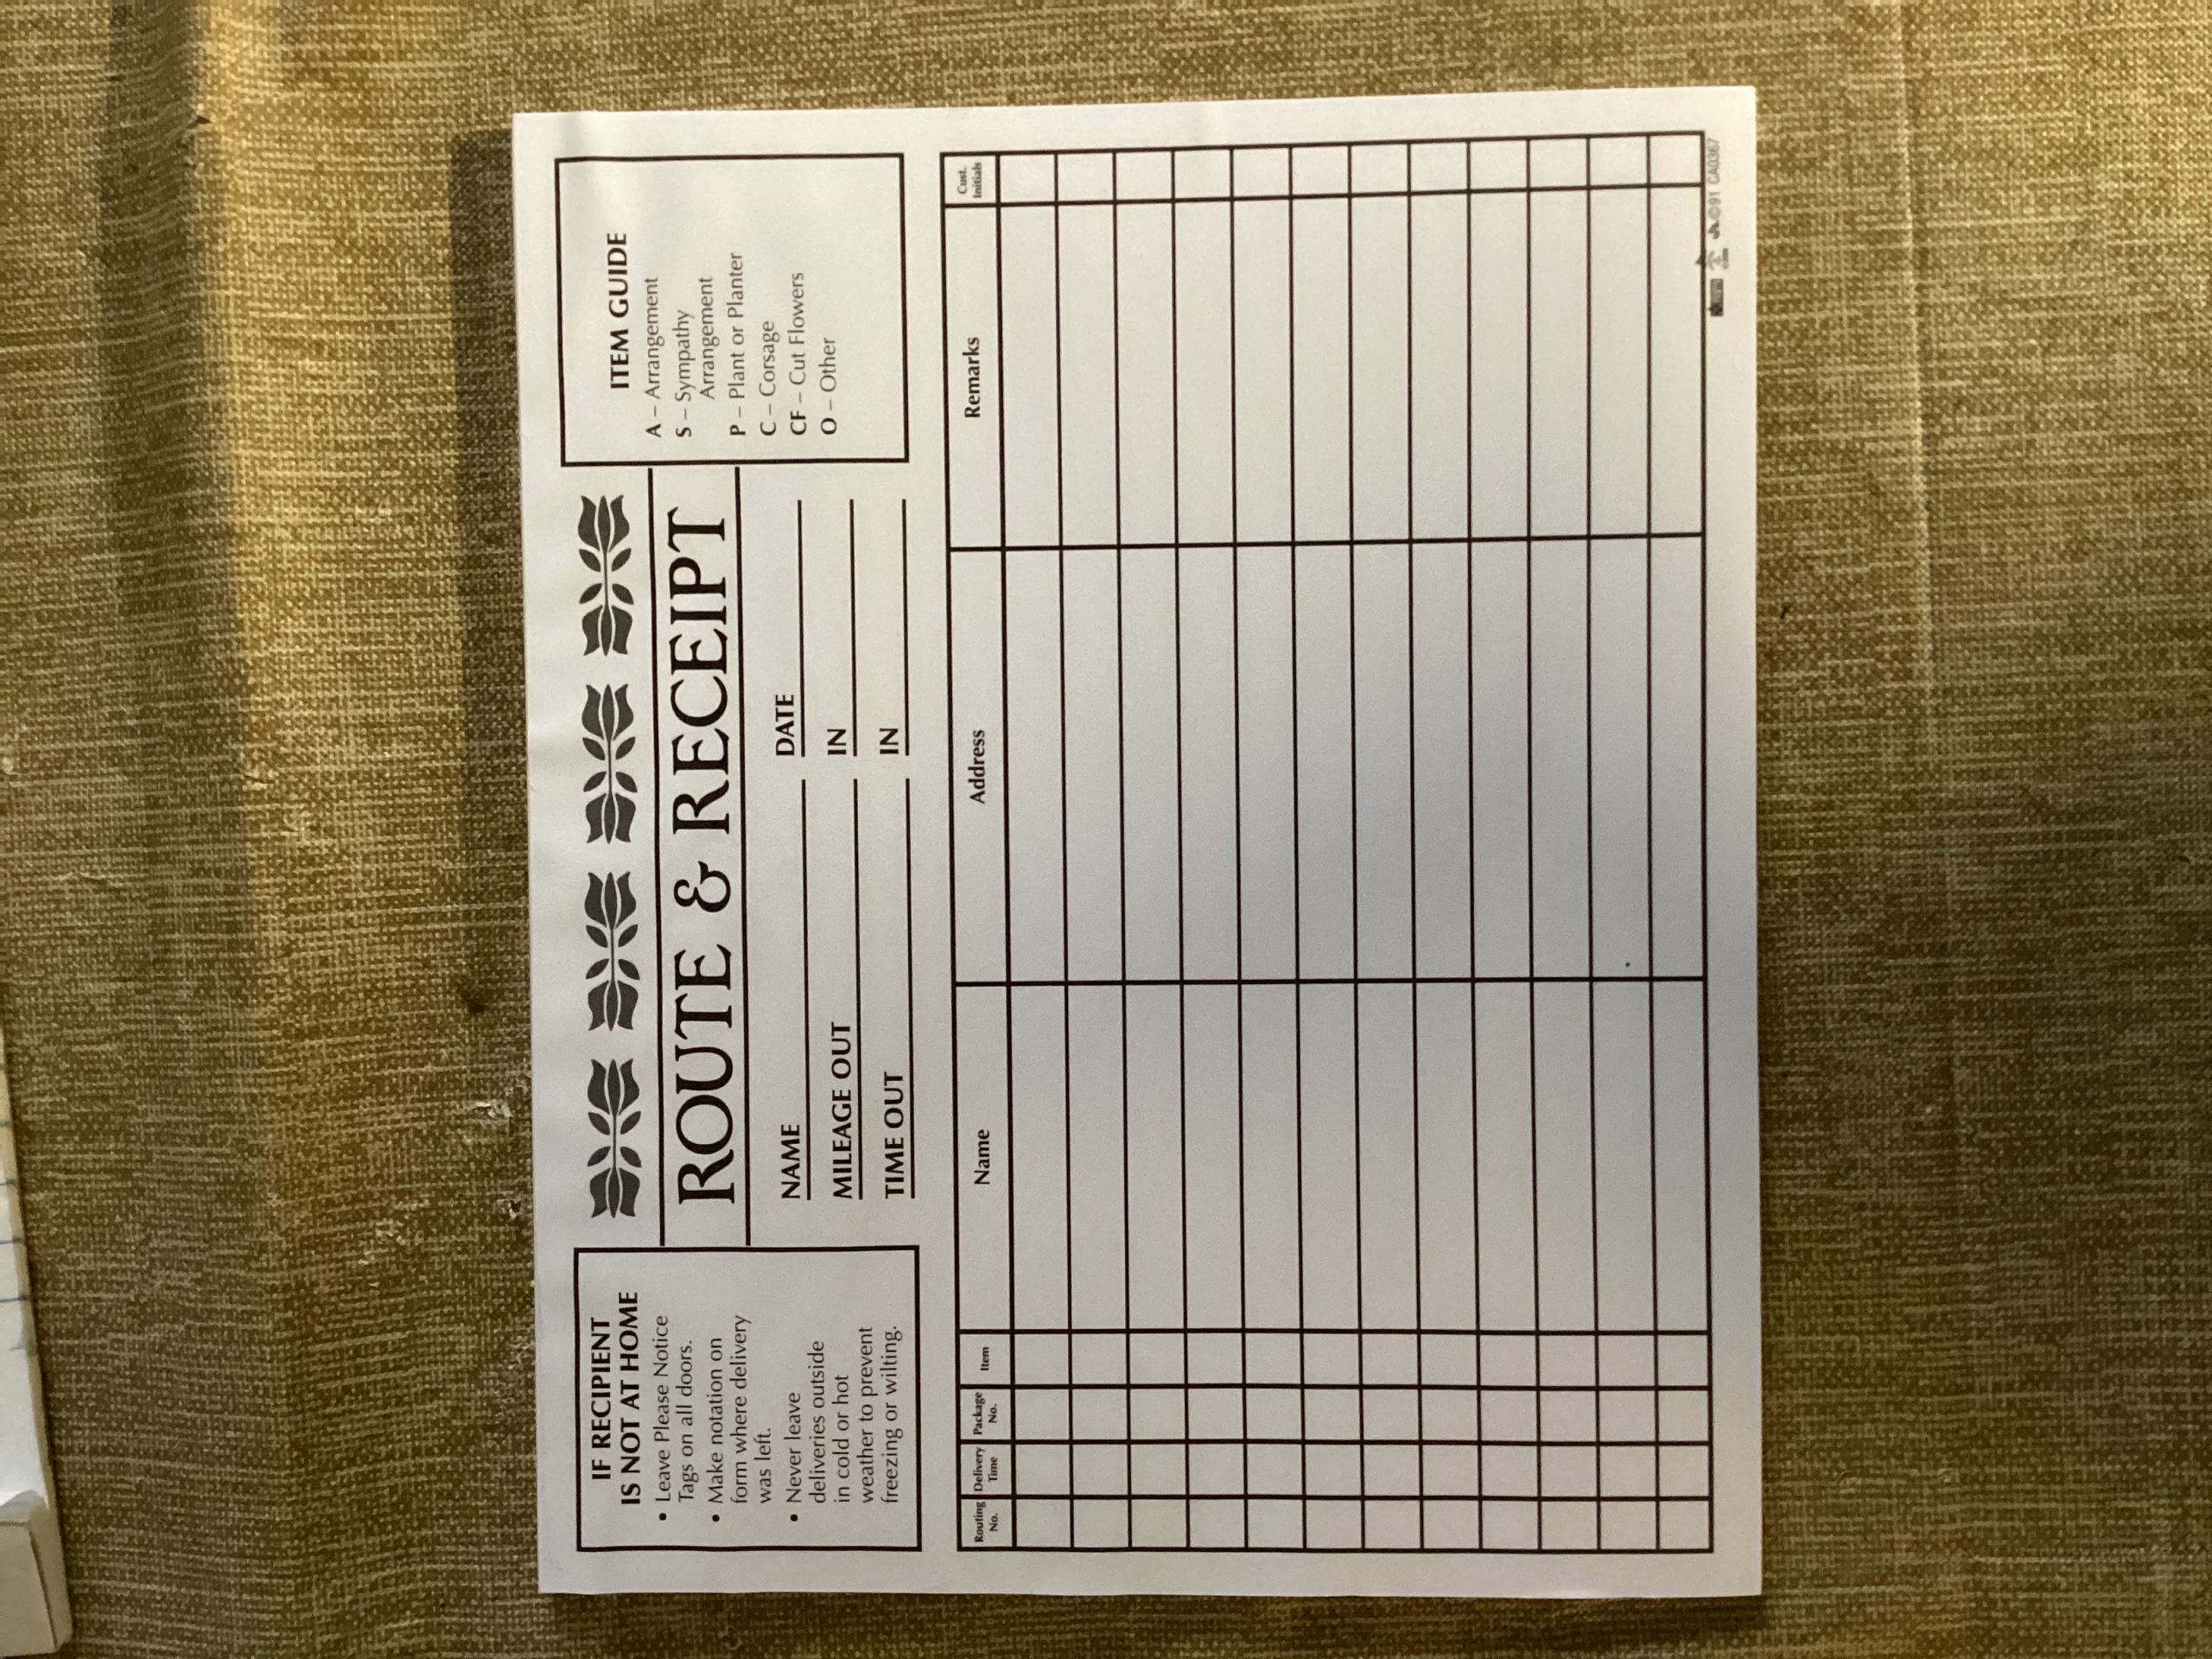 IF RECIPIENT
IS NOT AT HOME
• Leave Please Notice
Tags on all doors.
• Make notation on
form where delivery
was left.
• Never leave
deliveries outside
in cold or hot
weather to prevent
freezing or wilting.
ROUTE & RECEIPT
NAME DATE
MILEAGE OUT IN
TIME OUT IN
ITEM GUIDE
A – Arrangement
S – Sympathy
Arrangement
P – Plant or Planter
C – Corsage
CF – Cut Flowers
O – Other
Routing No. Delivery Time Package No. Item Name Address Remarks Cust. Initials
©91 CA0367